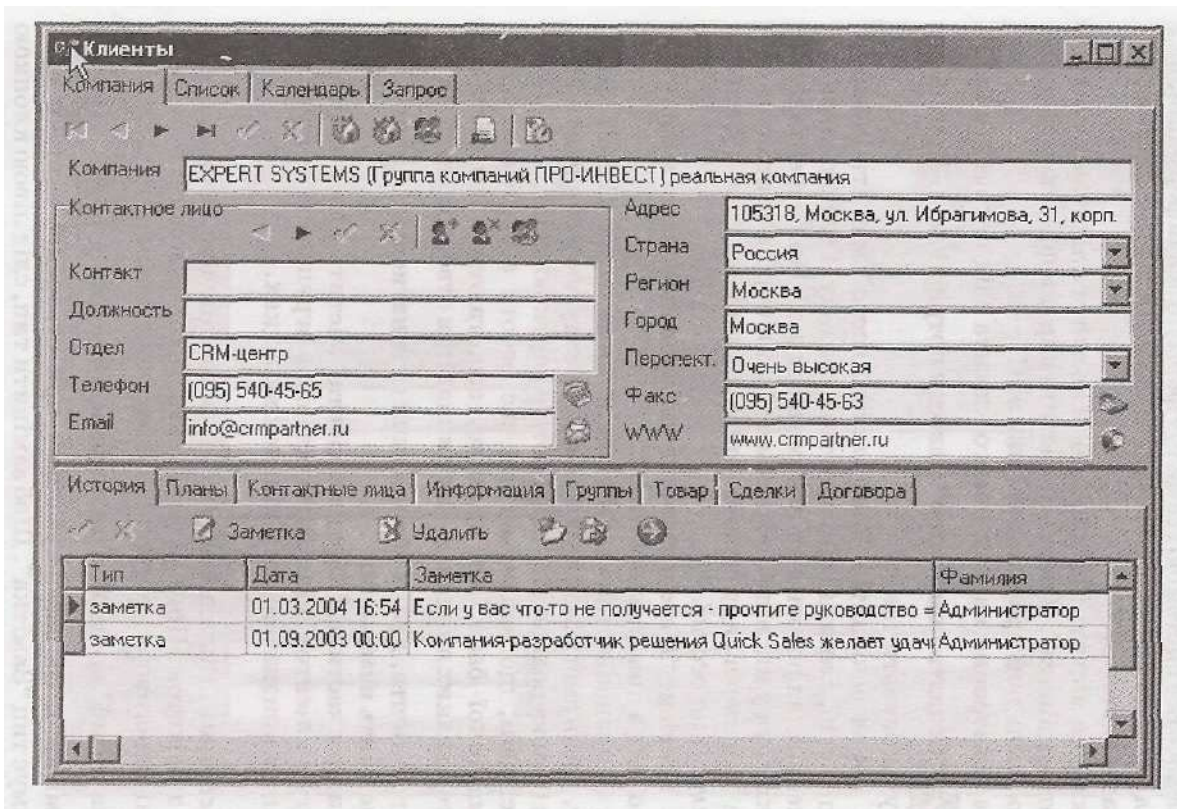 Клиенты
Компания Список Календарь Запрос
Компания EXPERT SYSTEMS (Группа компаний ПРО-ИНВЕСТ) реальная компания
Контактное лицо
Контакт
Должность
Отдел CRM-центр
Телефон (095) 540-45-65
Email info@crmpartner.ru
Адрес 105318, Москва, ул. Ибрагимова, 31, корп.
Страна Россия
Регион Москва
Город Москва
Перспект. Очень высокая
Факс (095) 540-45-63
WWW www.crmpartner.ru
История Планы Контактные лица Информация Группы Товар Сделки Договора
Заметка Удалить
Тип Дата Заметка Фамилия
заметка 01.03.2004 16:54 Если у вас что-то не получается - прочтите руководство = Администратор
заметка 01.09.2003 00:00 Компания-разработчик решения Quick Sales желает удачи Администратор